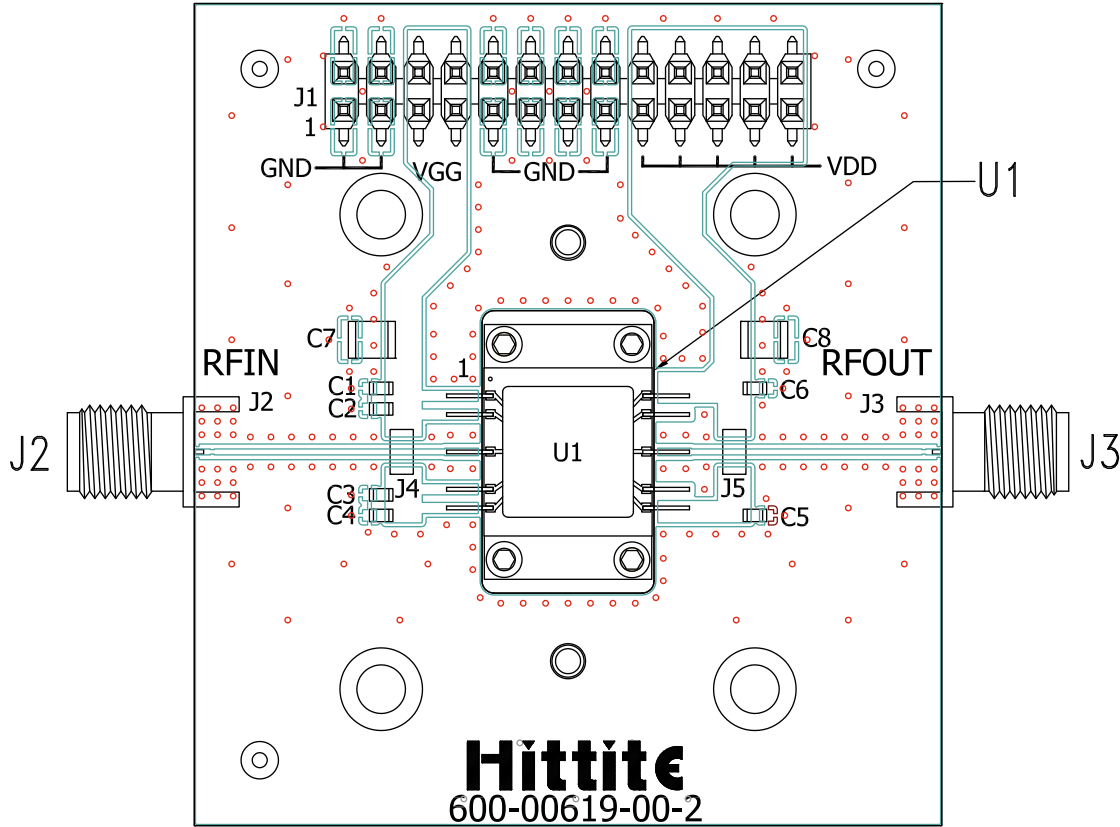 J1
1
GND
VGG
GND
VDD
U1
C7
C8
RFIN
RFOUT
1
C1
C6
C2
J2
J3
J2
U1
J3
C3
J4
J5
C4
C5
Hittite
600-00619-00-2